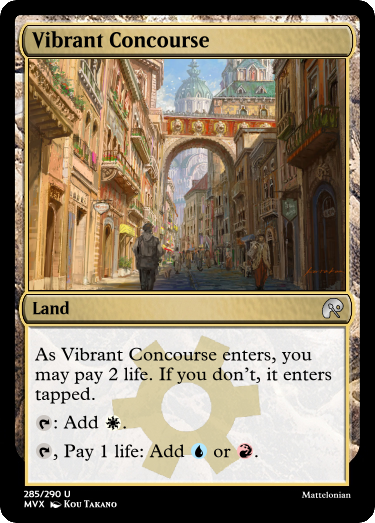 Vibrant Concourse
Land
As Vibrant Concourse enters, you
may pay 2 life. If you don't, it enters
tapped.
: Add .
, Pay 1 life: Add or .
285/290 U
MVX Kou Takano
Mattelonian